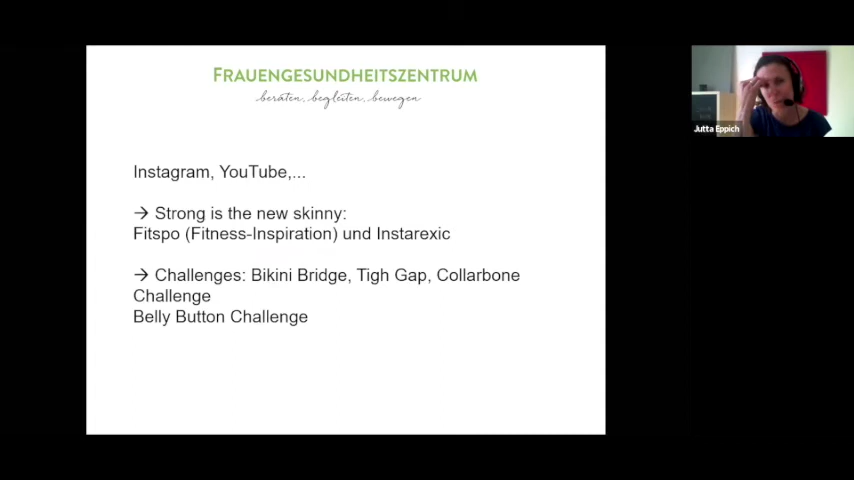 FRAUENGESUNDHEITSZENTRUM
beraten, begleiten, bewegen
Instagram, YouTube,...
→ Strong is the new skinny:
Fitspo (Fitness-Inspiration) und Instarexic
→ Challenges: Bikini Bridge, Tigh Gap, Collarbone
Challenge
Belly Button Challenge
Jutta Eppich